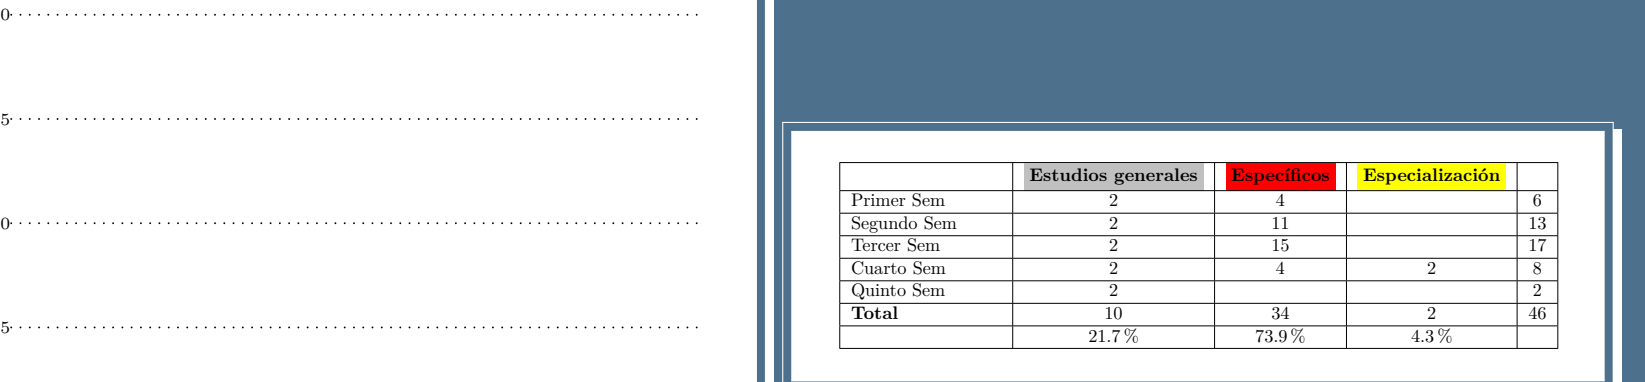 0
5
0
5
Estudios generales Específicos Especialización
Primer Sem 2 4 6
Segundo Sem 2 11 13
Tercer Sem 2 15 17
Cuarto Sem 2 4 2 8
Quinto Sem 2 2
Total 10 34 2 46
21.7 % 73.9 % 4.3 %